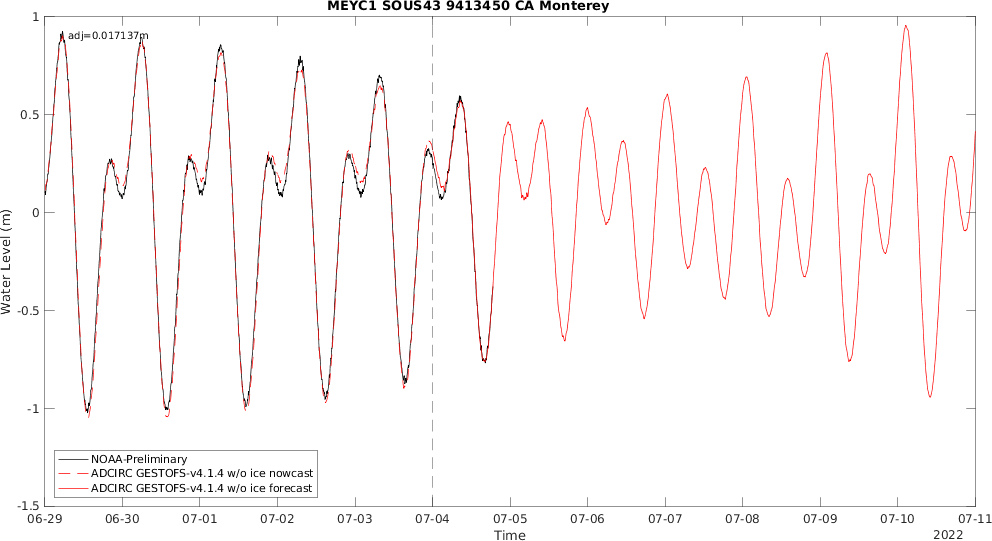 MEYC1 SOUS43 9413450 CA Monterey
adj=0.017137m
Water Level (m)
1
0.5
0
-0.5
-1
-1.5
NOAA-Preliminary
ADCIRC GESTOFS-v4.1.4 w/o ice nowcast
ADCIRC GESTOFS-v4.1.4 w/o ice forecast
06-29 06-30 07-01 07-02 07-03 07-04 07-05 07-06 07-07 07-08 07-09 07-10 07-11
Time
2022